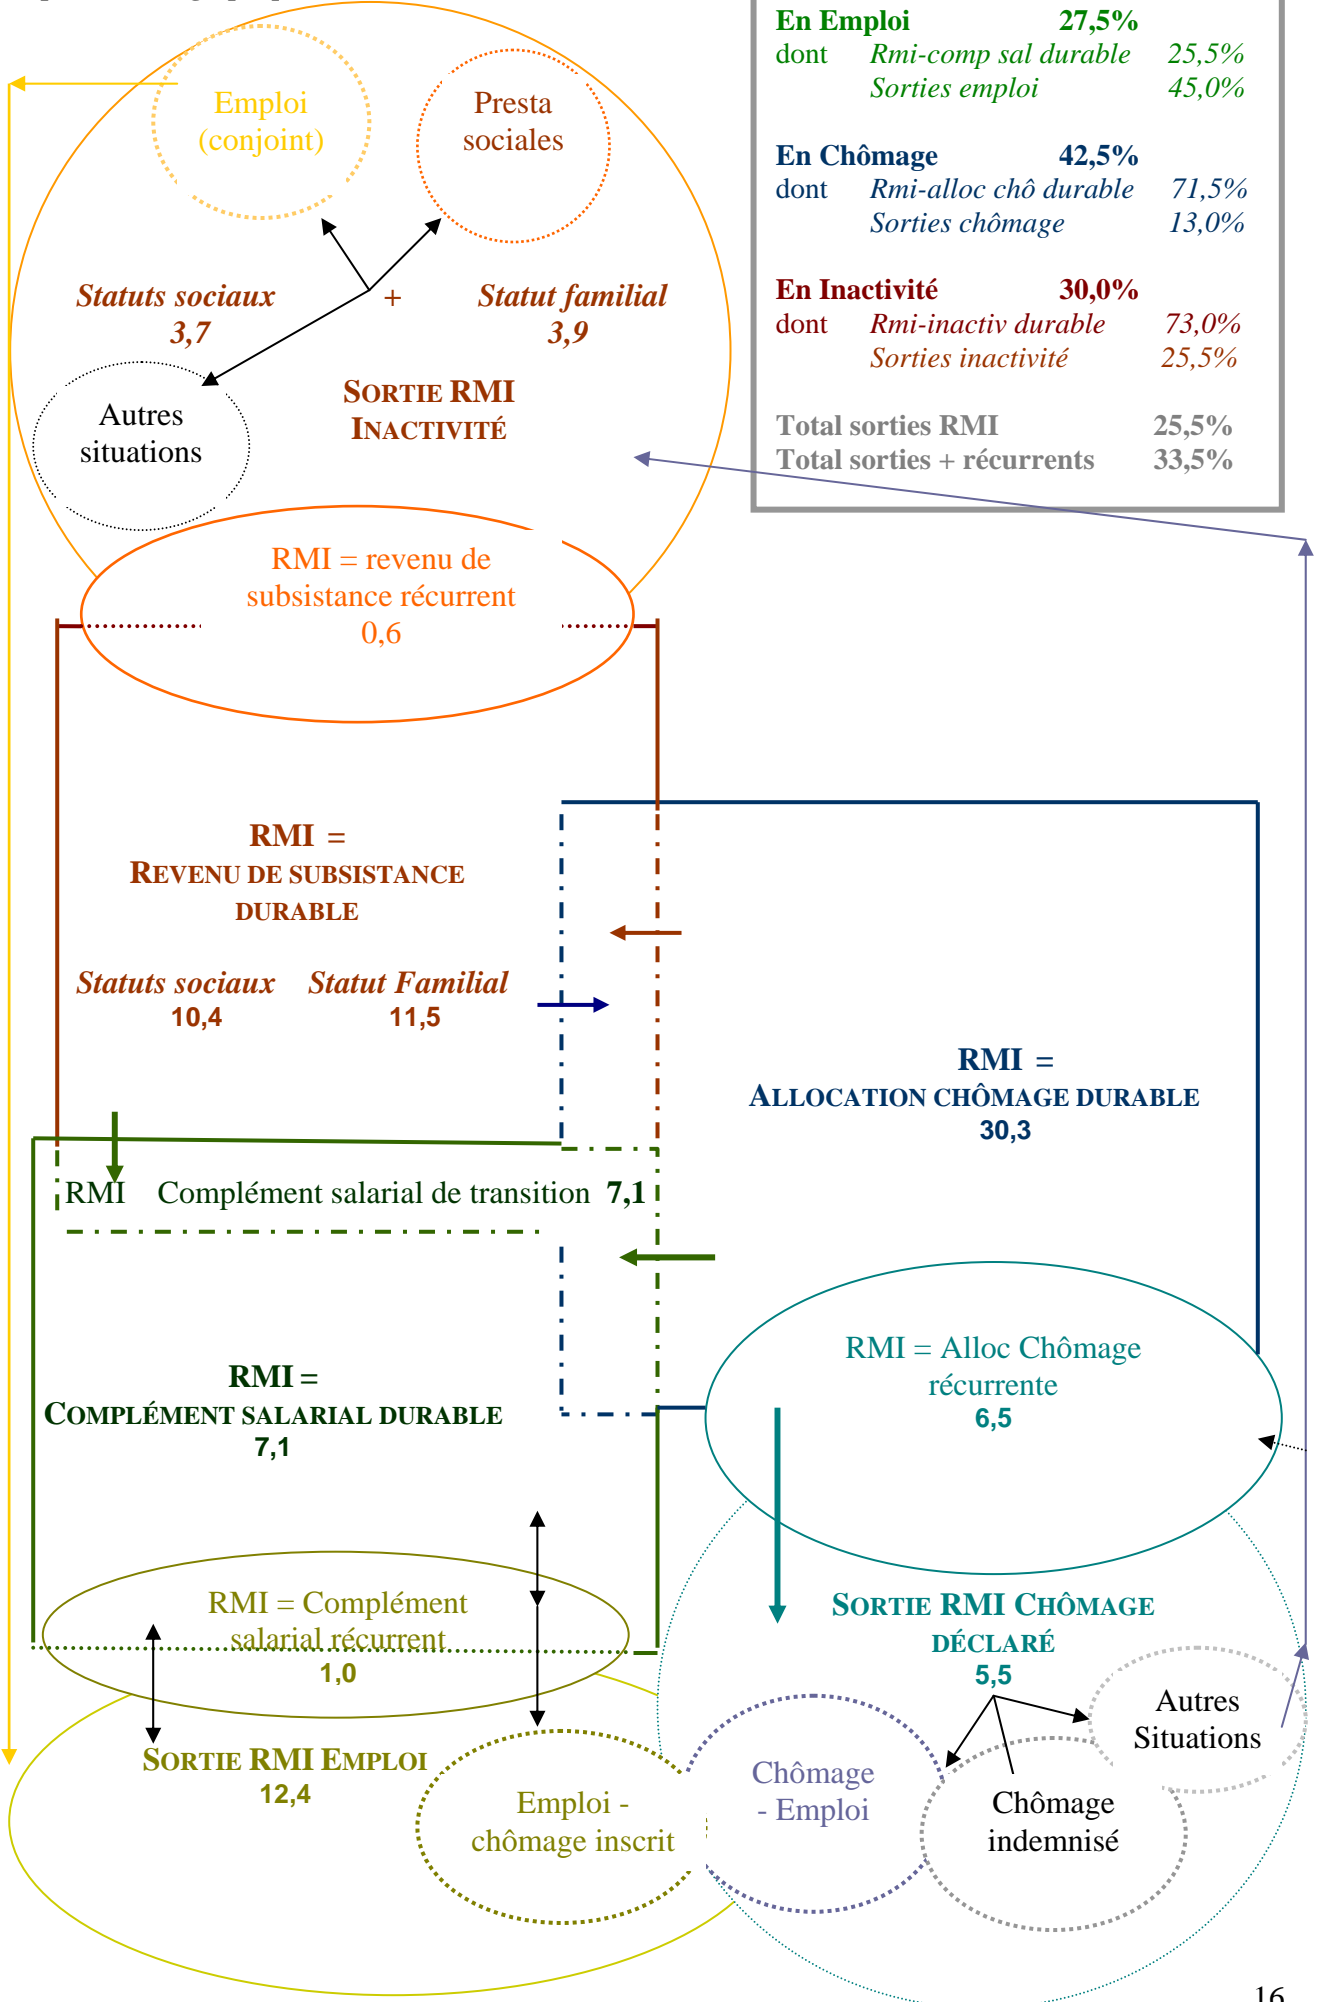 En Emploi 27,5%
dont Rmi-comp sal durable 25,5%
Sorties emploi 45,0%
En Chômage 42,5%
dont Rmi-alloc chô durable 71,5%
Sorties chômage 13,0%
En Inactivité 30,0%
dont Rmi-inactiv durable 73,0%
Sorties inactivité 25,5%
Total sorties RMI 25,5%
Total sorties + récurrents 33,5%
Emploi
(conjoint)
Presta
sociales
Statuts sociaux + Statut familial
3,7 3,9
SORTIE RMI
INACTIVITÉ
Autres
situations
RMI = revenu de
subsistance récurrent
0,6
RMI =
REVENU DE SUBSISTANCE
DURABLE
Statuts sociaux Statut Familial
10,4 11,5
RMI =
ALLOCATION CHÔMAGE DURABLE
30,3
RMI Complément salarial de transition 7,1
RMI =
COMPLÉMENT SALARIAL DURABLE
7,1
RMI = Alloc Chômage
récurrente
6,5
RMI = Complément
salarial récurrent
1,0
SORTIE RMI CHÔMAGE
DÉCLARÉ
5,5
SORTIE RMI EMPLOI
12,4
Emploi -
chômage inscrit
Chômage
- Emploi
Chômage
indemnisé
Autres
Situations
16